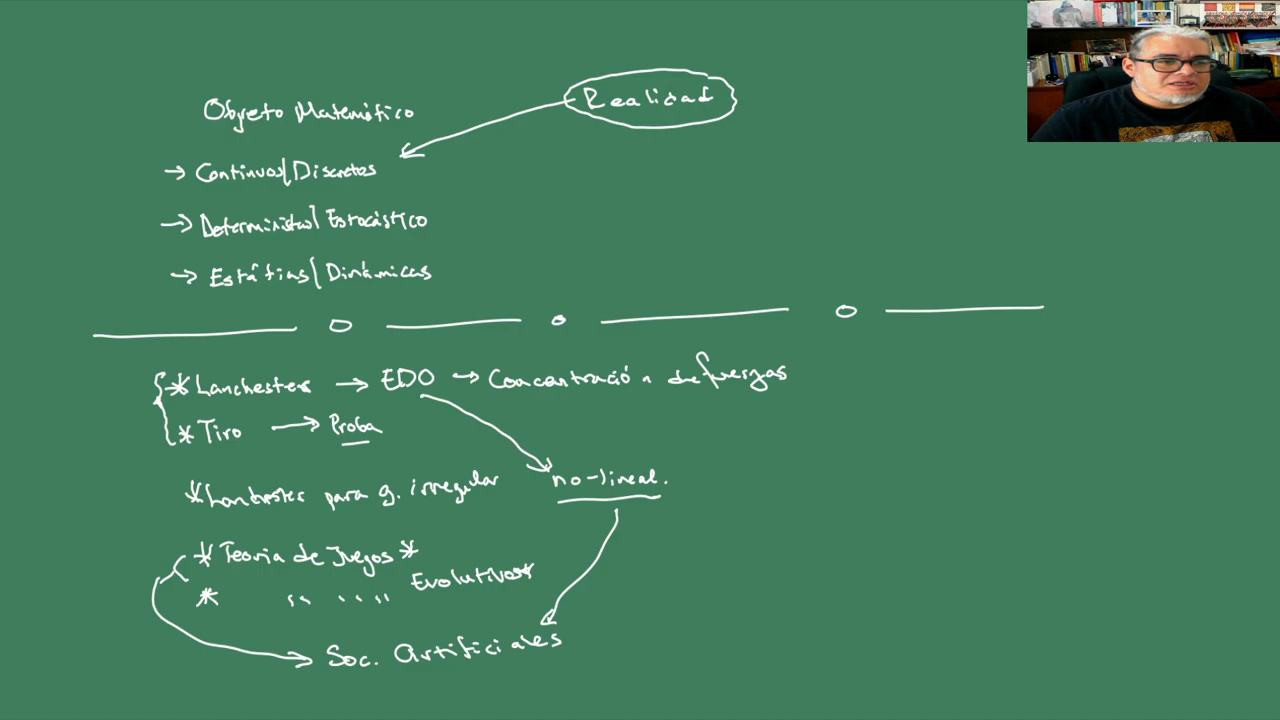 Objeto Matemático
Realidad
→ Continuos/Discretos
→ Deterministas/Estocástico
→ Estáticas/Dinámicas
* Lanchester → EDO → Concentración de fuerzas
* Tiro → Proba
no-lineal.
* Lanchester para g. irregular
* Teoría de Juegos *
* " " " Evolutivos*
Soc. Artificiales